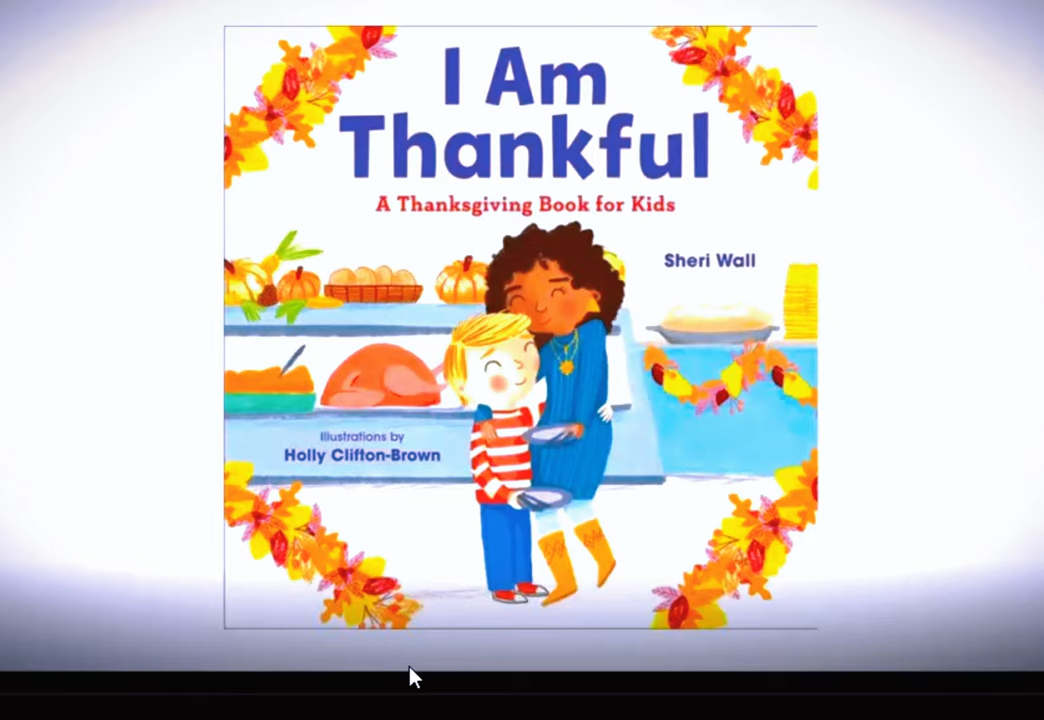 I Am
Thankful
A Thanksgiving Book for Kids
Sheri Wall
Illustrations by
Holly Clifton-Brown